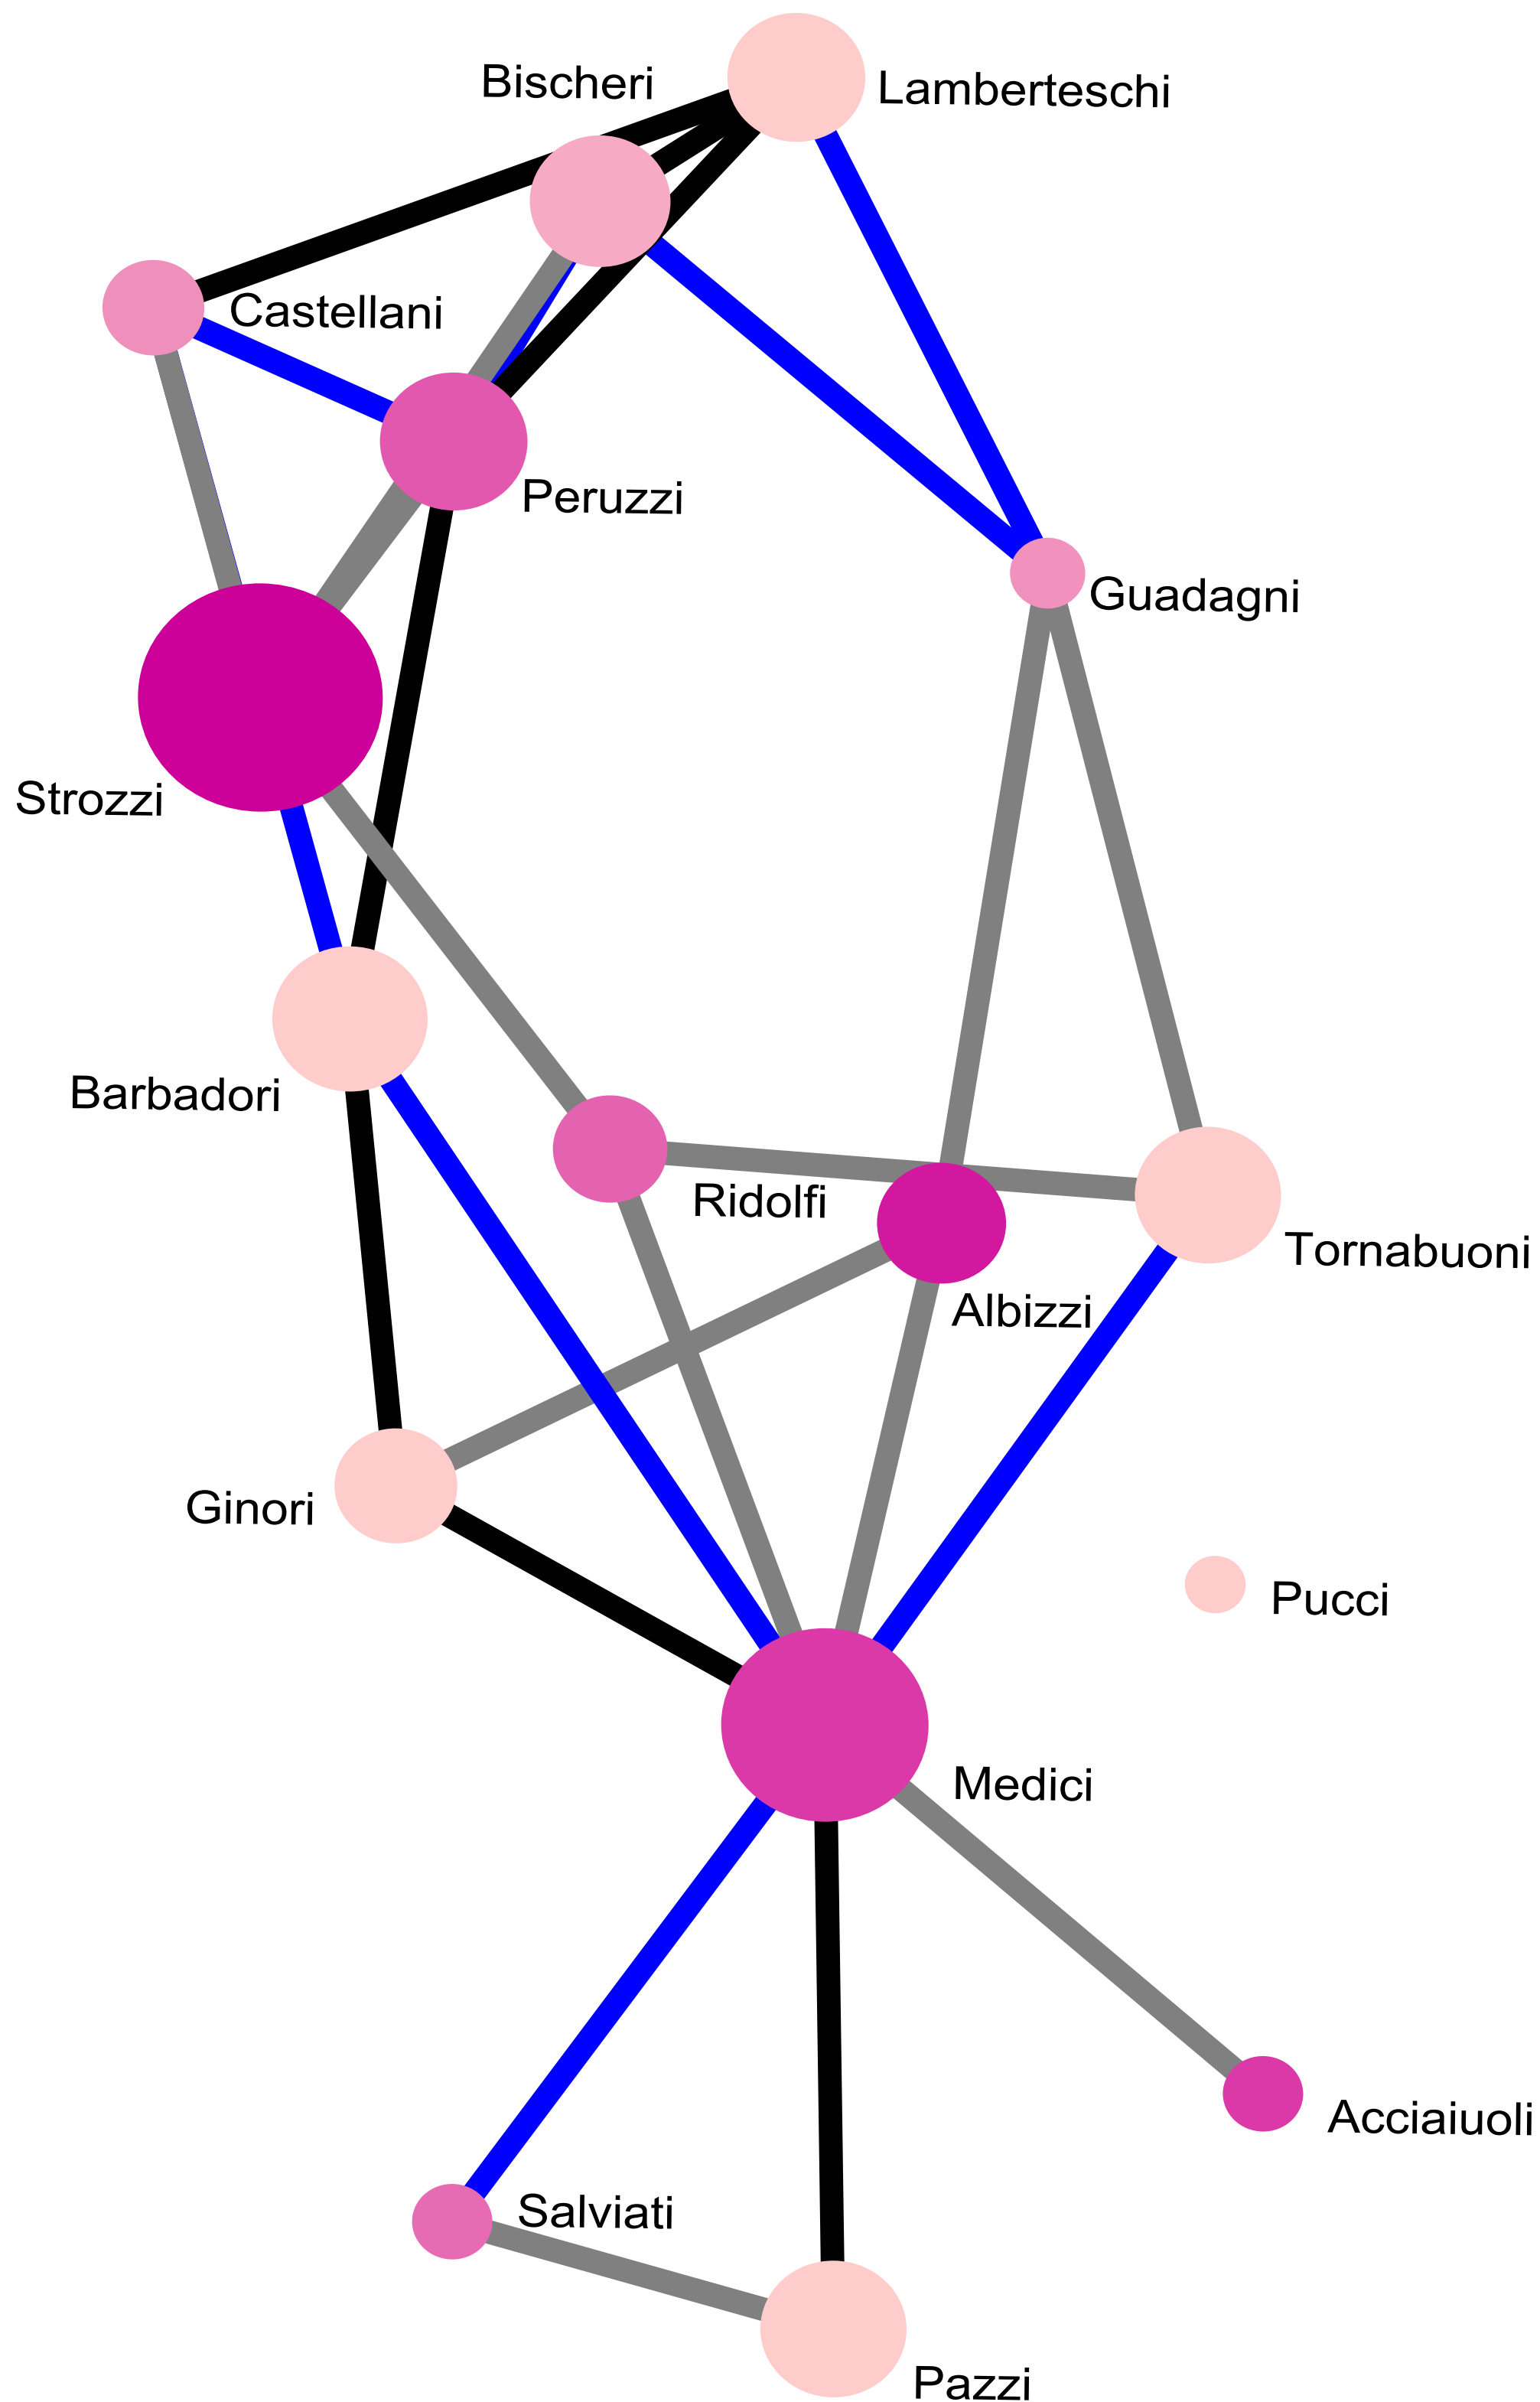 Bischeri
Lamberteschi
Castellani
Peruzzi
Guadagni
Strozzi
Barbadori
Ridolfi
Tornabuoni
Albizzi
Ginori
Pucci
Medici
Acciaiuoli
Salviati
Pazzi